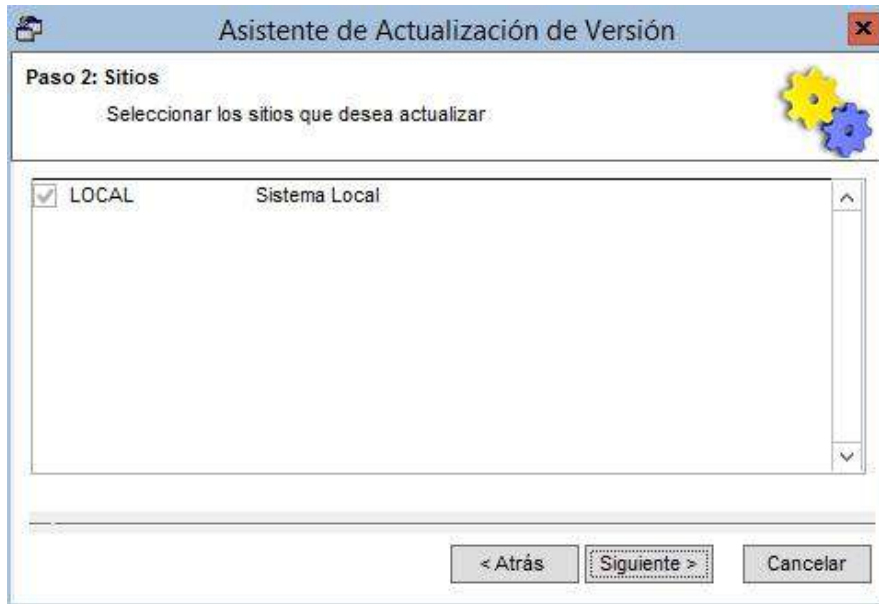 Asistente de Actualización de Versión
Paso 2: Sitios
Seleccionar los sitios que desea actualizar
LOCAL Sistema Local
< Atrás Siguiente > Cancelar